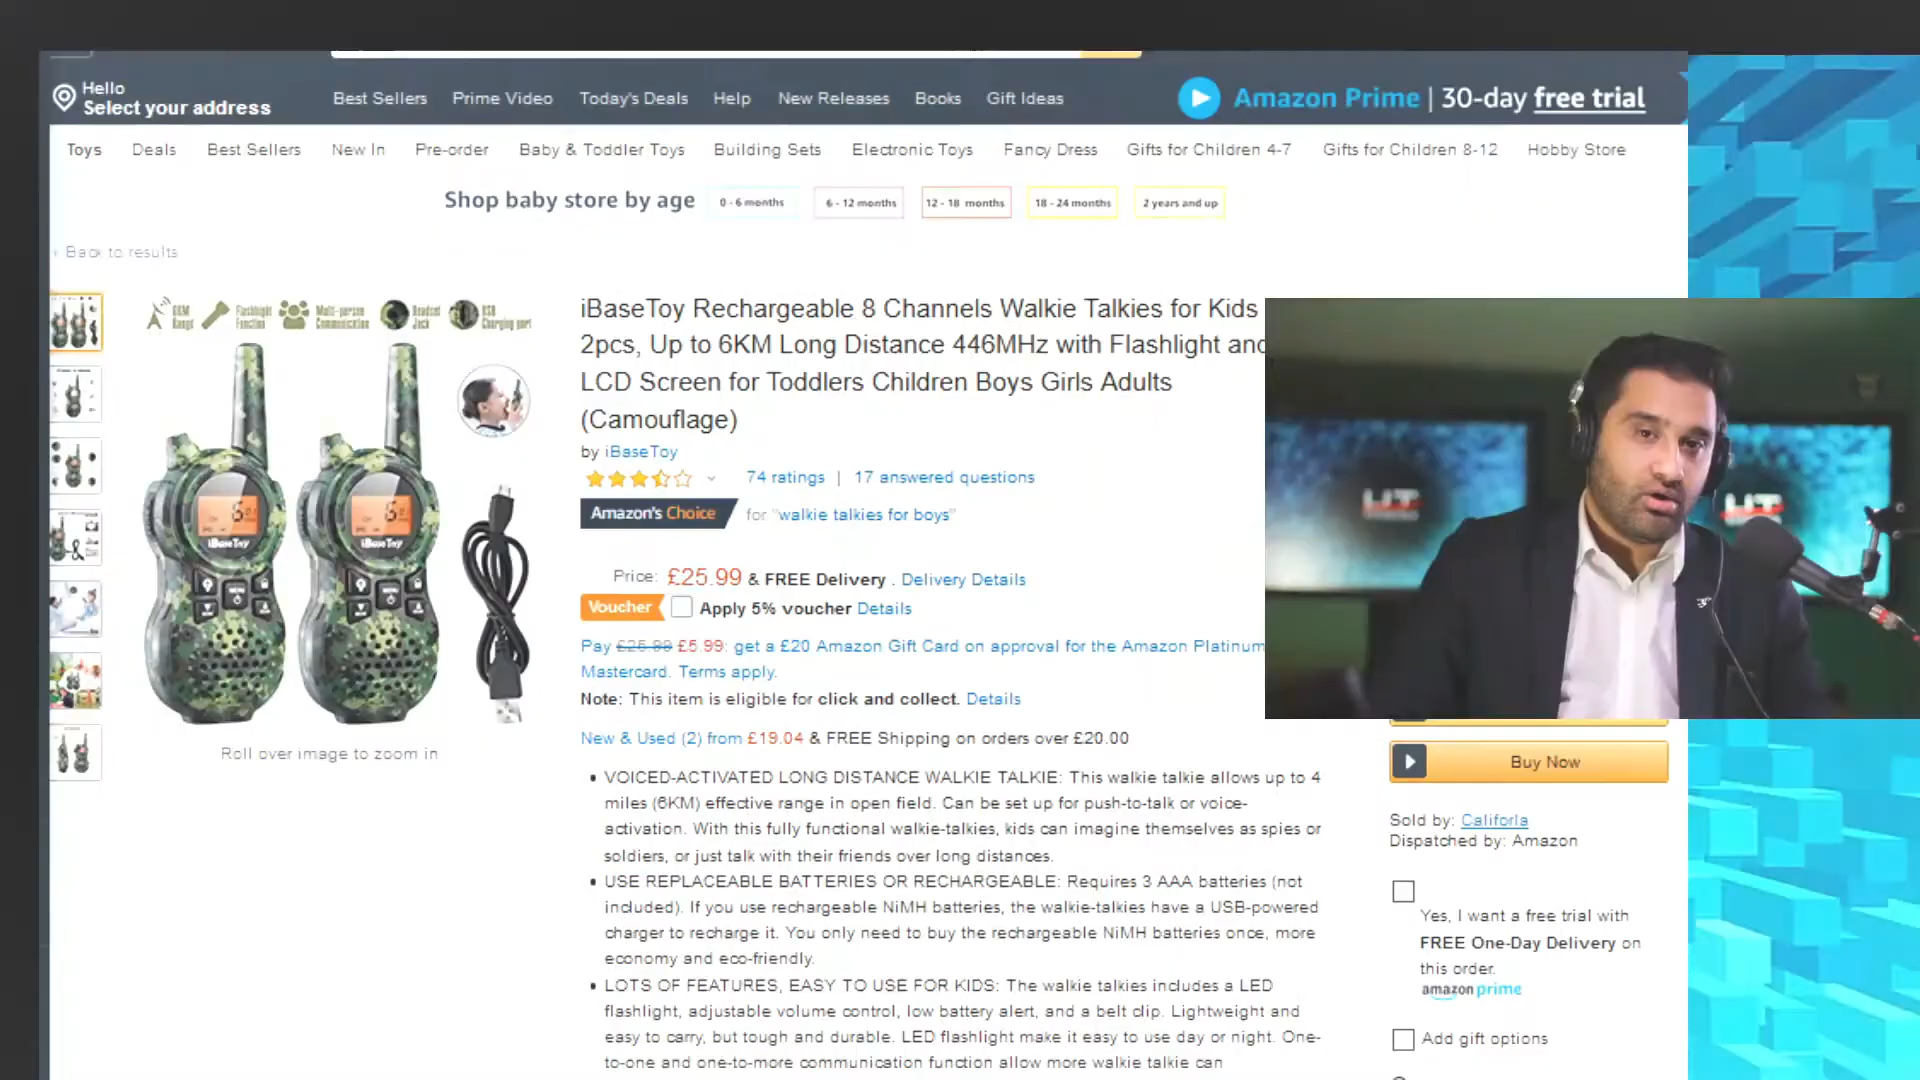 Hello
Select your address
Best Sellers Prime Video Today's Deals Help New Releases Books Gift Ideas
Amazon Prime | 30-day free trial
Toys Deals Best Sellers New In Pre-order Baby & Toddler Toys Building Sets Electronic Toys Fancy Dress Gifts for Children 4-7 Gifts for Children 8-12 Hobby Store
Shop baby store by age 0 - 6 months 6 - 12 months 12 - 18 months 18 - 24 months 2 years and up
‹ Back to results
6KM Range Flashlight Function Multi-person Communication Headset Jack USB Charging port
iBaseToy Rechargeable 8 Channels Walkie Talkies for Kids
2pcs, Up to 6KM Long Distance 446MHz with Flashlight and
LCD Screen for Toddlers Children Boys Girls Adults
(Camouflage)
by iBaseToy
74 ratings | 17 answered questions
Amazon's Choice for "walkie talkies for boys"
iBaseToy iBaseToy
UT UT
Price: £25.99 & FREE Delivery . Delivery Details
Voucher Apply 5% voucher Details
Pay £25.99 £5.99: get a £20 Amazon Gift Card on approval for the Amazon Platinum
Mastercard. Terms apply.
Note: This item is eligible for click and collect. Details
New & Used (2) from £19.04 & FREE Shipping on orders over £20.00
Roll over image to zoom in
• VOICED-ACTIVATED LONG DISTANCE WALKIE TALKIE: This walkie talkie allows up to 4
miles (6KM) effective range in open field. Can be set up for push-to-talk or voice-
activation. With this fully functional walkie-talkies, kids can imagine themselves as spies or
soldiers, or just talk with their friends over long distances.
• USE REPLACEABLE BATTERIES OR RECHARGEABLE: Requires 3 AAA batteries (not
included). If you use rechargeable NiMH batteries, the walkie-talkies have a USB-powered
charger to recharge it. You only need to buy the rechargeable NiMH batteries once, more
economy and eco-friendly.
• LOTS OF FEATURES, EASY TO USE FOR KIDS: The walkie talkies includes a LED
flashlight, adjustable volume control, low battery alert, and a belt clip. Lightweight and
easy to carry, but tough and durable. LED flashlight make it easy to use day or night. One-
to-one and one-to-more communication function allow more walkie talkie can
Buy Now
Sold by: Califorla
Dispatched by: Amazon
Yes, I want a free trial with
FREE One-Day Delivery on
this order.
amazon prime
Add gift options